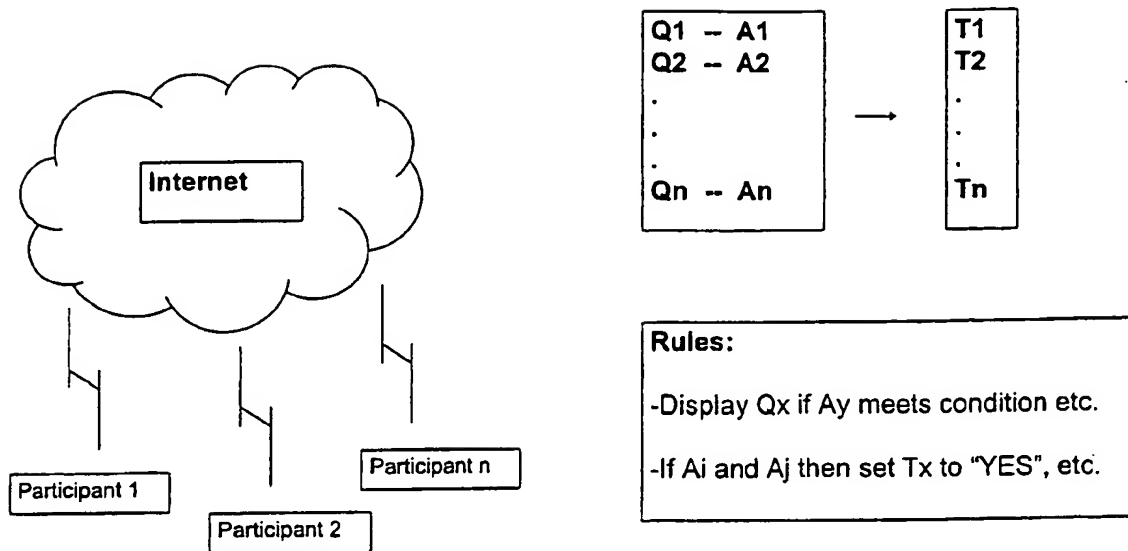 Internet
Participant 1
Participant 2
Participant n
Q1 -- A1
Q2 -- A2
.
.
.
Qn -- An
→
T1
T2
.
.
.
Tn
Rules:
-Display Qx if Ay meets condition etc.
-If Ai and Aj then set Tx to “YES”, etc.